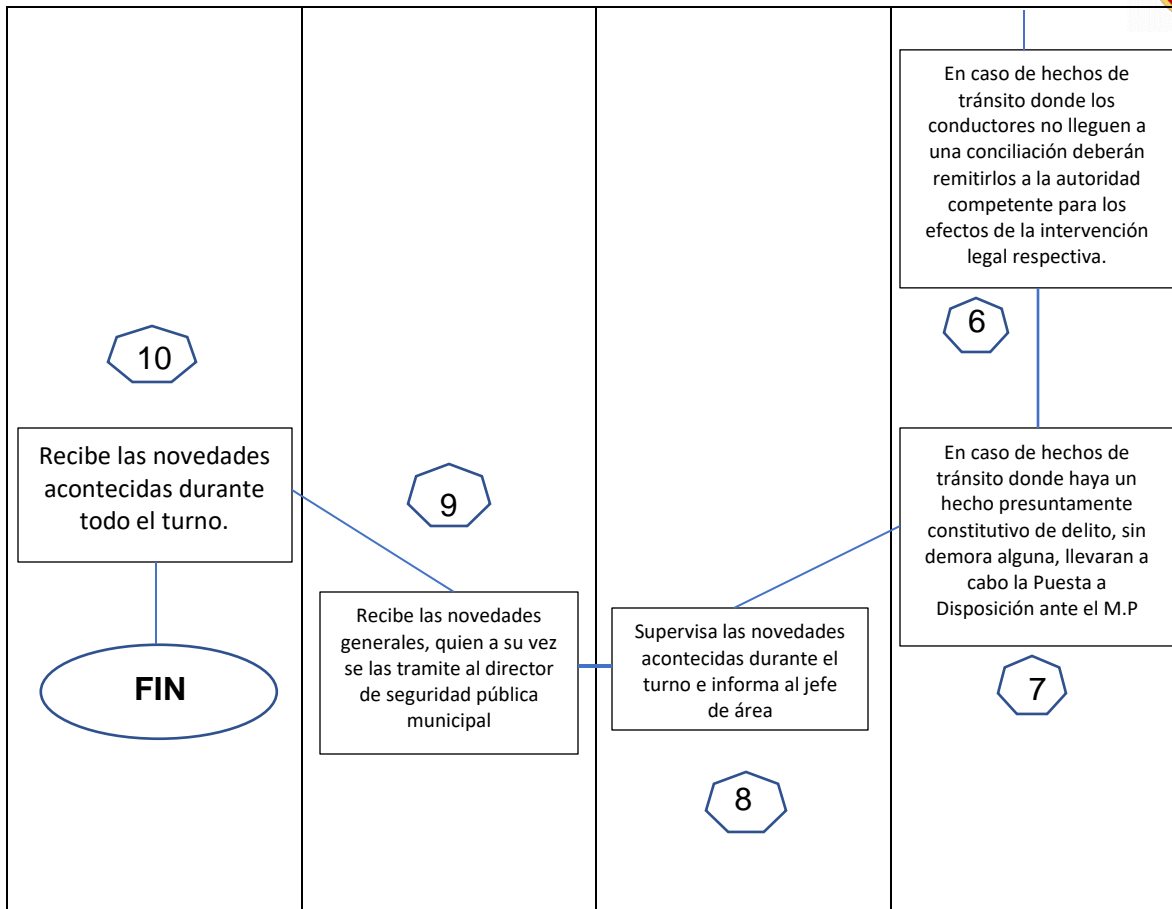 En caso de hechos de
tránsito donde los
conductores no lleguen a
una conciliación deberán
remitirlos a la autoridad
competente para los
efectos de la intervención
legal respectiva.
6
En caso de hechos de
tránsito donde haya un
hecho presuntamente
constitutivo de delito, sin
demora alguna, llevaran a
cabo la Puesta a
Disposición ante el M.P
7
Supervisa las novedades
acontecidas durante el
turno e informa al jefe
de área
8
9
Recibe las novedades
generales, quien a su vez
se las tramite al director
de seguridad pública
municipal
10
Recibe las novedades
acontecidas durante
todo el turno.
FIN